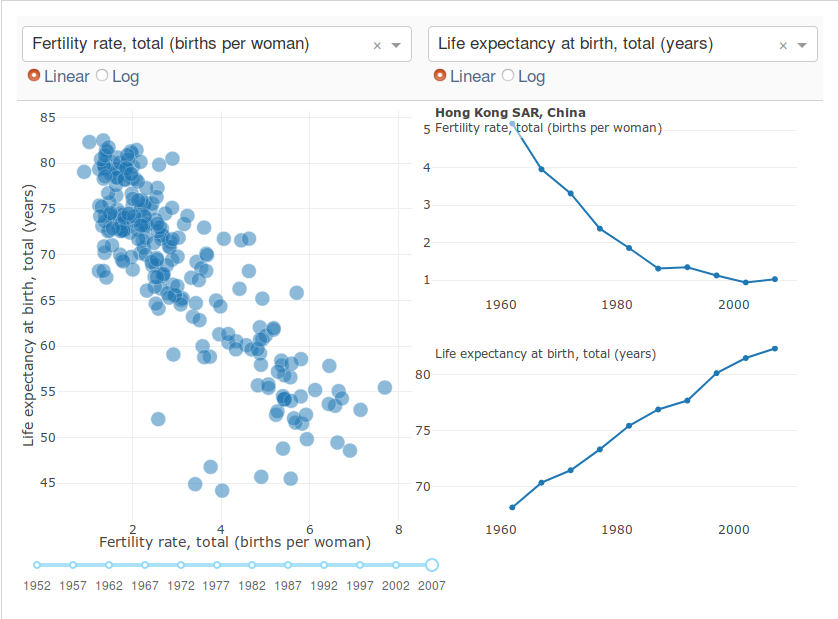 Fertility rate, total (births per woman) ×
Life expectancy at birth, total (years) ×
Linear Log
Linear Log
Life expectancy at birth, total (years)
85
80
75
70
65
60
55
50
45
2 4 6 8
Fertility rate, total (births per woman)
1952 1957 1962 1967 1972 1977 1982 1987 1992 1997 2002 2007
Hong Kong SAR, China
Fertility rate, total (births per woman)
5
4
3
2
1
1960 1980 2000
Life expectancy at birth, total (years)
80
75
70
1960 1980 2000